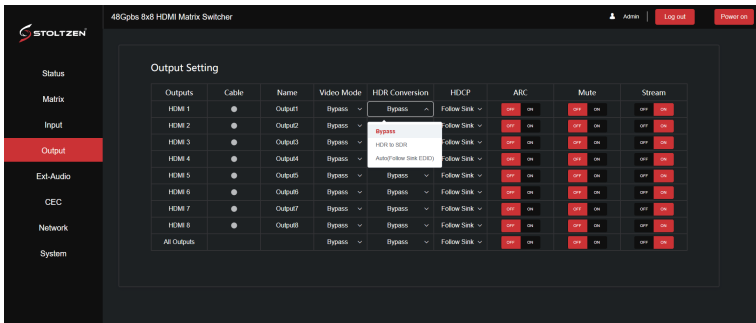 48Gpbs 8x8 HDMI Matrix Switcher Admin Log out Power on
STOLTZEN
Status
Matrix
Input
Output
Ext-Audio
CEC
Network
System
Output Setting
Outputs Cable Name Video Mode HDR Conversion HDCP ARC Mute Stream
HDMI 1 Output1 Bypass Bypass Follow Sink OFF ON OFF ON OFF ON
HDMI 2 Output2 Bypass Follow Sink OFF ON OFF ON OFF ON
HDMI 3 Output3 Bypass Follow Sink OFF ON OFF ON OFF ON
HDMI 4 Output4 Bypass Follow Sink OFF ON OFF ON OFF ON
Bypass
HDR to SDR
Auto(Follow Sink EDID)
HDMI 5 Output5 Bypass Bypass Follow Sink OFF ON OFF ON OFF ON
HDMI 6 Output6 Bypass Bypass Follow Sink OFF ON OFF ON OFF ON
HDMI 7 Output7 Bypass Bypass Follow Sink OFF ON OFF ON OFF ON
HDMI 8 Output8 Bypass Bypass Follow Sink OFF ON OFF ON OFF ON
All Outputs Bypass Bypass Follow Sink OFF ON OFF ON OFF ON